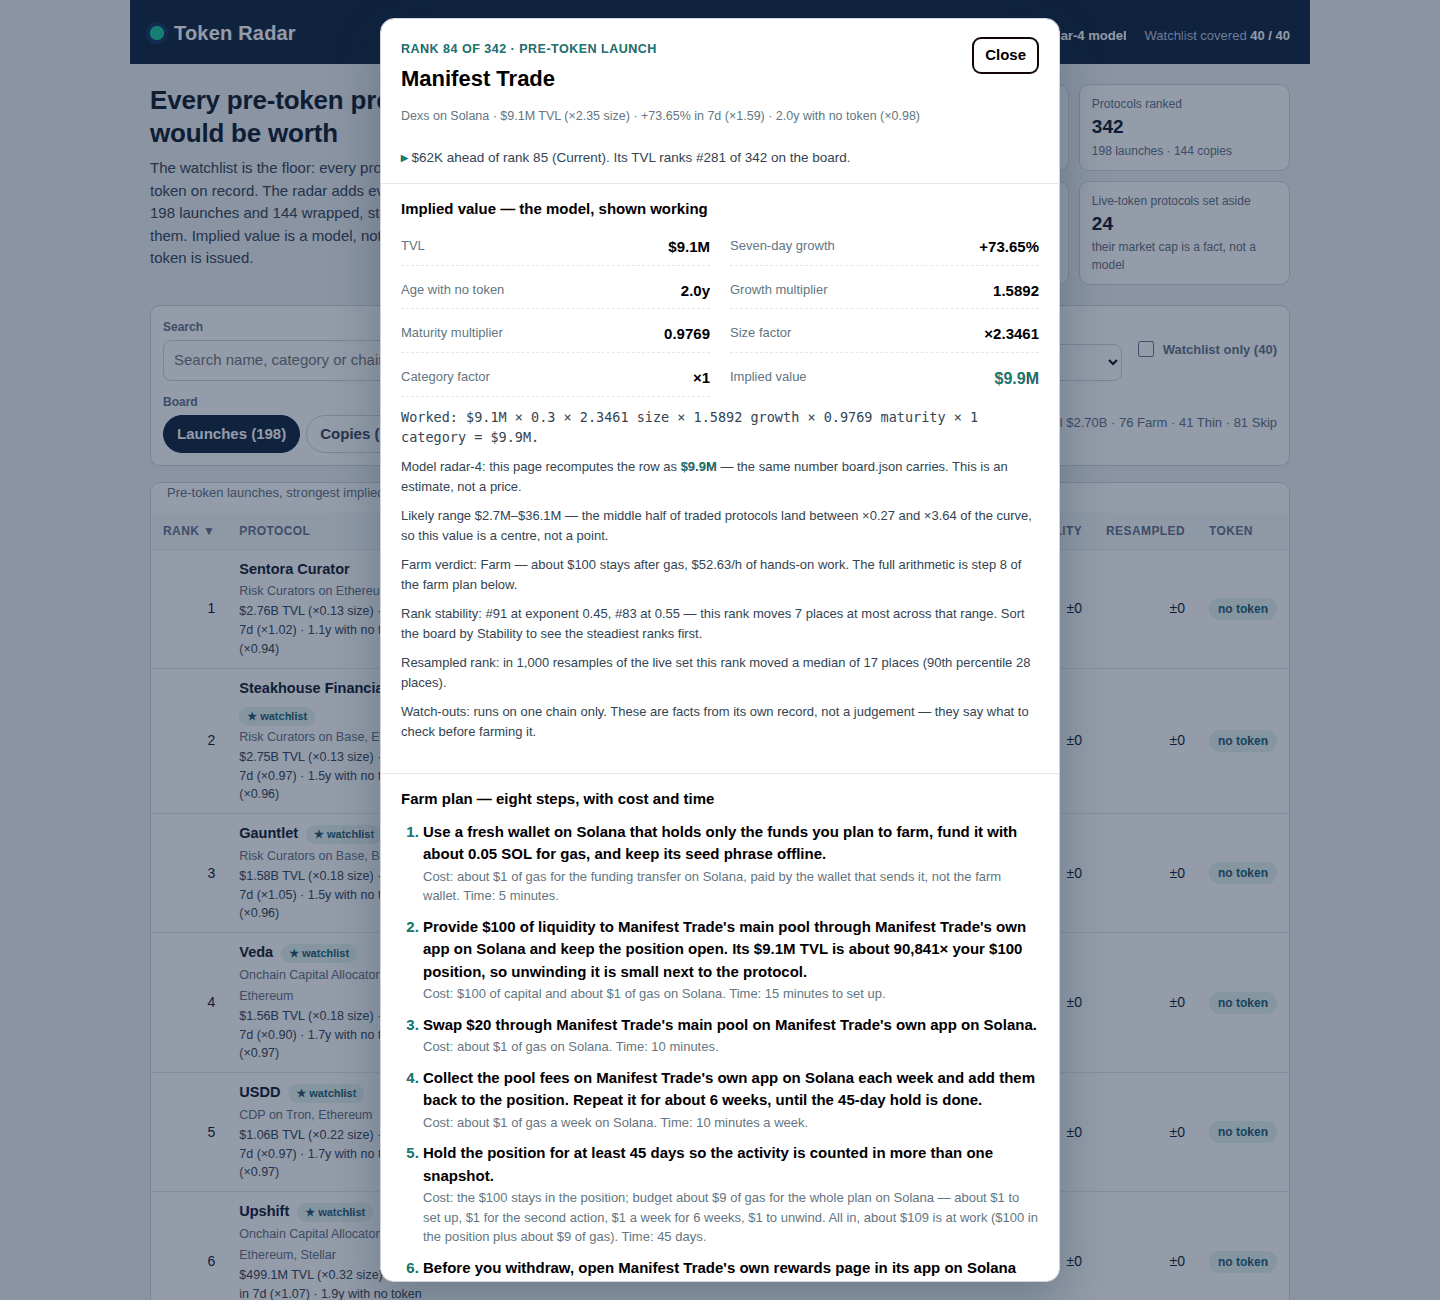 Token Radar
ar-4 model
Watchlist covered 40 / 40
Every pre-token
would be worth
The watchlist is the floor: every
token on record. The radar adds
198 launches and 144 wrapped,
them. Implied value is a model, not
token is issued.
Protocols ranked
342
198 launches · 144 copies
Live-token protocols set aside
24
their market cap is a fact, not a
model
Search
Search name, category or chain
Watchlist only (40)
Board
Launches (198)
Copies (
$2.70B · 76 Farm · 41 Thin · 81 Skip
Pre-token launches, strongest implied
RANK ▼ PROTOCOL
RESAMPLED TOKEN
Sentora Curator
Risk Curators on Ethereu
1
$2.76B TVL (×0.13 size) ·
7d (×1.02) · 1.1y with no
(×0.94)
±0 ±0 no token
Steakhouse Financia
★ watchlist
Risk Curators on Base,
2
$2.75B TVL (×0.13 size) ·
7d (×0.97) · 1.5y with no
(×0.96)
±0 ±0 no token
Gauntlet ★ watchlist
Risk Curators on Base,
3
$1.58B TVL (×0.18 size) ·
7d (×1.05) · 1.5y with no
(×0.96)
±0 ±0 no token
Veda ★ watchlist
Onchain Capital Allocator
Ethereum
4
$1.56B TVL (×0.18 size) ·
7d (×0.90) · 1.7y with no
(×0.97)
±0 ±0 no token
USDD ★ watchlist
CDP on Tron, Ethereum
5
$1.06B TVL (×0.22 size) ·
7d (×0.97) · 1.7y with no
(×0.97)
±0 ±0 no token
Upshift ★ watchlist
Onchain Capital Allocator
Ethereum, Stellar
6
$499.1M TVL (×0.32 size)
in 7d (×1.07) · 1.9y with no token
±0 ±0 no token
RANK 84 OF 342 · PRE-TOKEN LAUNCH
Close
Manifest Trade
Dexs on Solana · $9.1M TVL (×2.35 size) · +73.65% in 7d (×1.59) · 2.0y with no token (×0.98)
▸ $62K ahead of rank 85 (Current). Its TVL ranks #281 of 342 on the board.
Implied value — the model, shown working
TVL $9.1M Seven-day growth +73.65%
Age with no token 2.0y Growth multiplier 1.5892
Maturity multiplier 0.9769 Size factor ×2.3461
Category factor ×1 Implied value $9.9M
Worked: $9.1M × 0.3 × 2.3461 size × 1.5892 growth × 0.9769 maturity × 1
category = $9.9M.
Model radar-4: this page recomputes the row as $9.9M — the same number board.json carries. This is an
estimate, not a price.
Likely range $2.7M–$36.1M — the middle half of traded protocols land between ×0.27 and ×3.64 of the curve,
so this value is a centre, not a point.
Farm verdict: Farm — about $100 stays after gas, $52.63/h of hands-on work. The full arithmetic is step 8 of
the farm plan below.
Rank stability: #91 at exponent 0.45, #83 at 0.55 — this rank moves 7 places at most across that range. Sort
the board by Stability to see the steadiest ranks first.
Resampled rank: in 1,000 resamples of the live set this rank moved a median of 17 places (90th percentile 28
places).
Watch-outs: runs on one chain only. These are facts from its own record, not a judgement — they say what to
check before farming it.
Farm plan — eight steps, with cost and time
1. Use a fresh wallet on Solana that holds only the funds you plan to farm, fund it with
about 0.05 SOL for gas, and keep its seed phrase offline.
Cost: about $1 of gas for the funding transfer on Solana, paid by the wallet that sends it, not the farm
wallet. Time: 5 minutes.
2. Provide $100 of liquidity to Manifest Trade's main pool through Manifest Trade's own
app on Solana and keep the position open. Its $9.1M TVL is about 90,841× your $100
position, so unwinding it is small next to the protocol.
Cost: $100 of capital and about $1 of gas on Solana. Time: 15 minutes to set up.
3. Swap $20 through Manifest Trade's main pool on Manifest Trade's own app on Solana.
Cost: about $1 of gas on Solana. Time: 10 minutes.
4. Collect the pool fees on Manifest Trade's own app on Solana each week and add them
back to the position. Repeat it for about 6 weeks, until the 45-day hold is done.
Cost: about $1 of gas a week on Solana. Time: 10 minutes a week.
5. Hold the position for at least 45 days so the activity is counted in more than one
snapshot.
Cost: the $100 stays in the position; budget about $9 of gas for the whole plan on Solana — about $1 to
set up, $1 for the second action, $1 a week for 6 weeks, $1 to unwind. All in, about $109 is at work ($100 in
the position plus about $9 of gas). Time: 45 days.
6. Before you withdraw, open Manifest Trade's own rewards page in its app on Solana